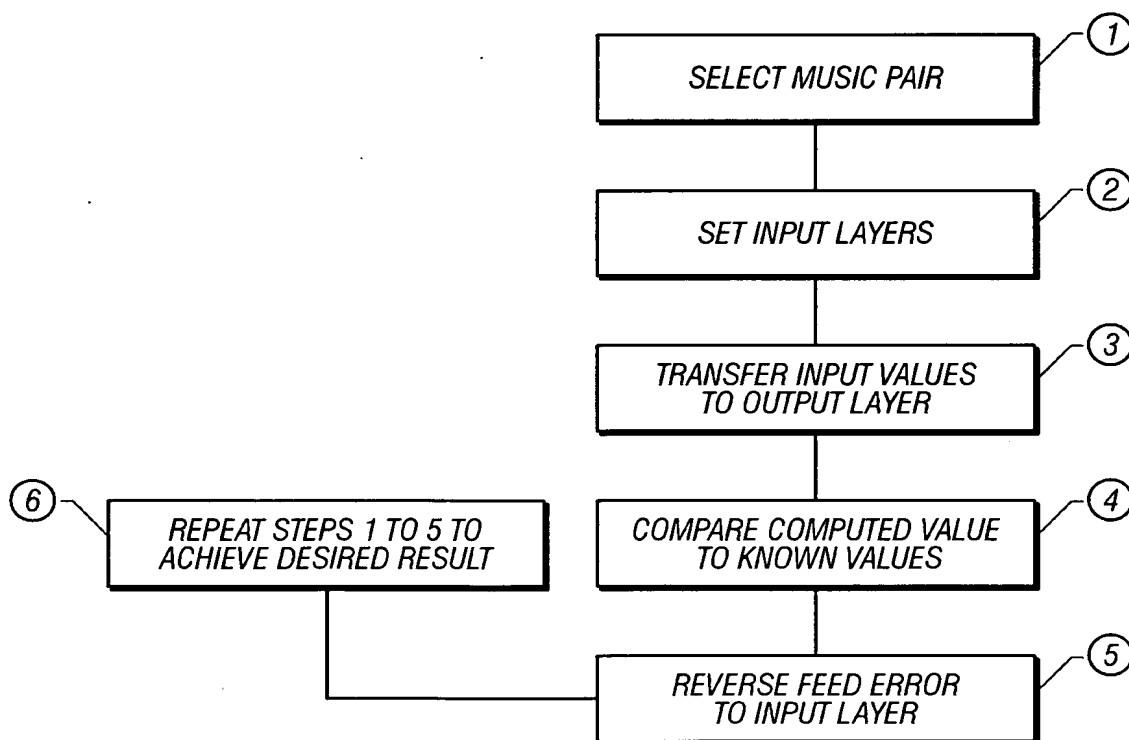 1
SELECT MUSIC PAIR
2
SET INPUT LAYERS
3
TRANSFER INPUT VALUES
TO OUTPUT LAYER
4
COMPARE COMPUTED VALUE
TO KNOWN VALUES
5
REVERSE FEED ERROR
TO INPUT LAYER
6
REPEAT STEPS 1 TO 5 TO
ACHIEVE DESIRED RESULT